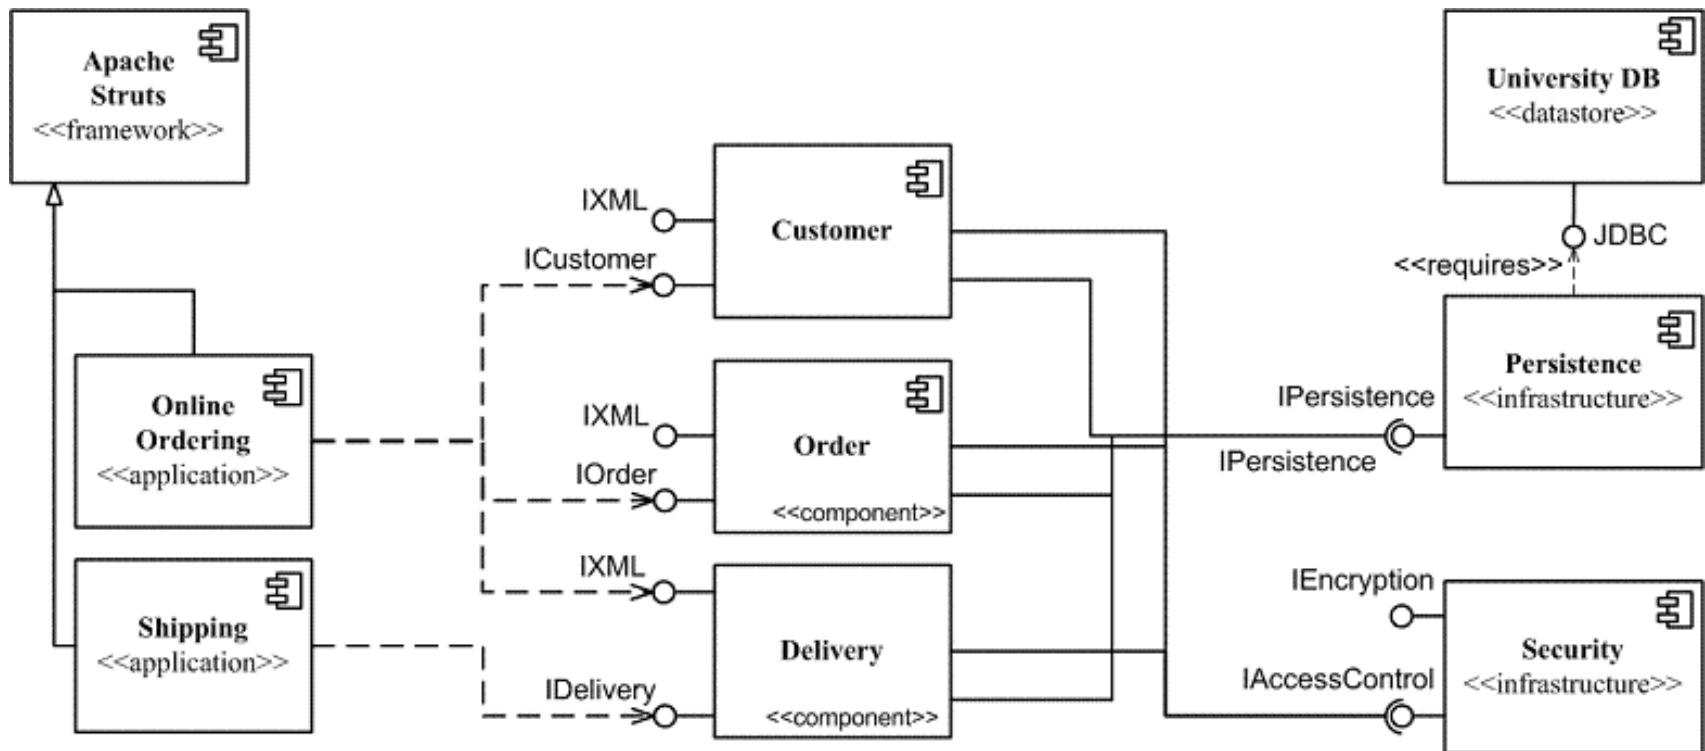 Apache
Struts
<<framework>>
University DB
<<datastore>>
IXML
ICustomer
Customer
JDBC
<<requires>>
Online
Ordering
<<application>>
IXML
IOrder
Order
<<component>>
IPersistence
IPersistence
Persistence
<<infrastructure>>
Shipping
<<application>>
IXML
IDelivery
Delivery
<<component>>
IEncryption
IAccessControl
Security
<<infrastructure>>